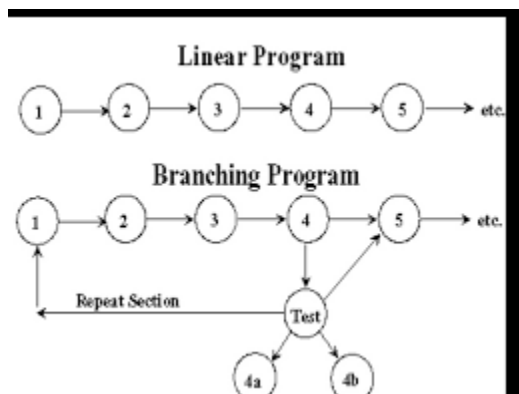 Linear Program
1 2 3 4 5 etc.
Branching Program
1 2 3 4 5 etc.
Repeat Section
Test
4a 4b